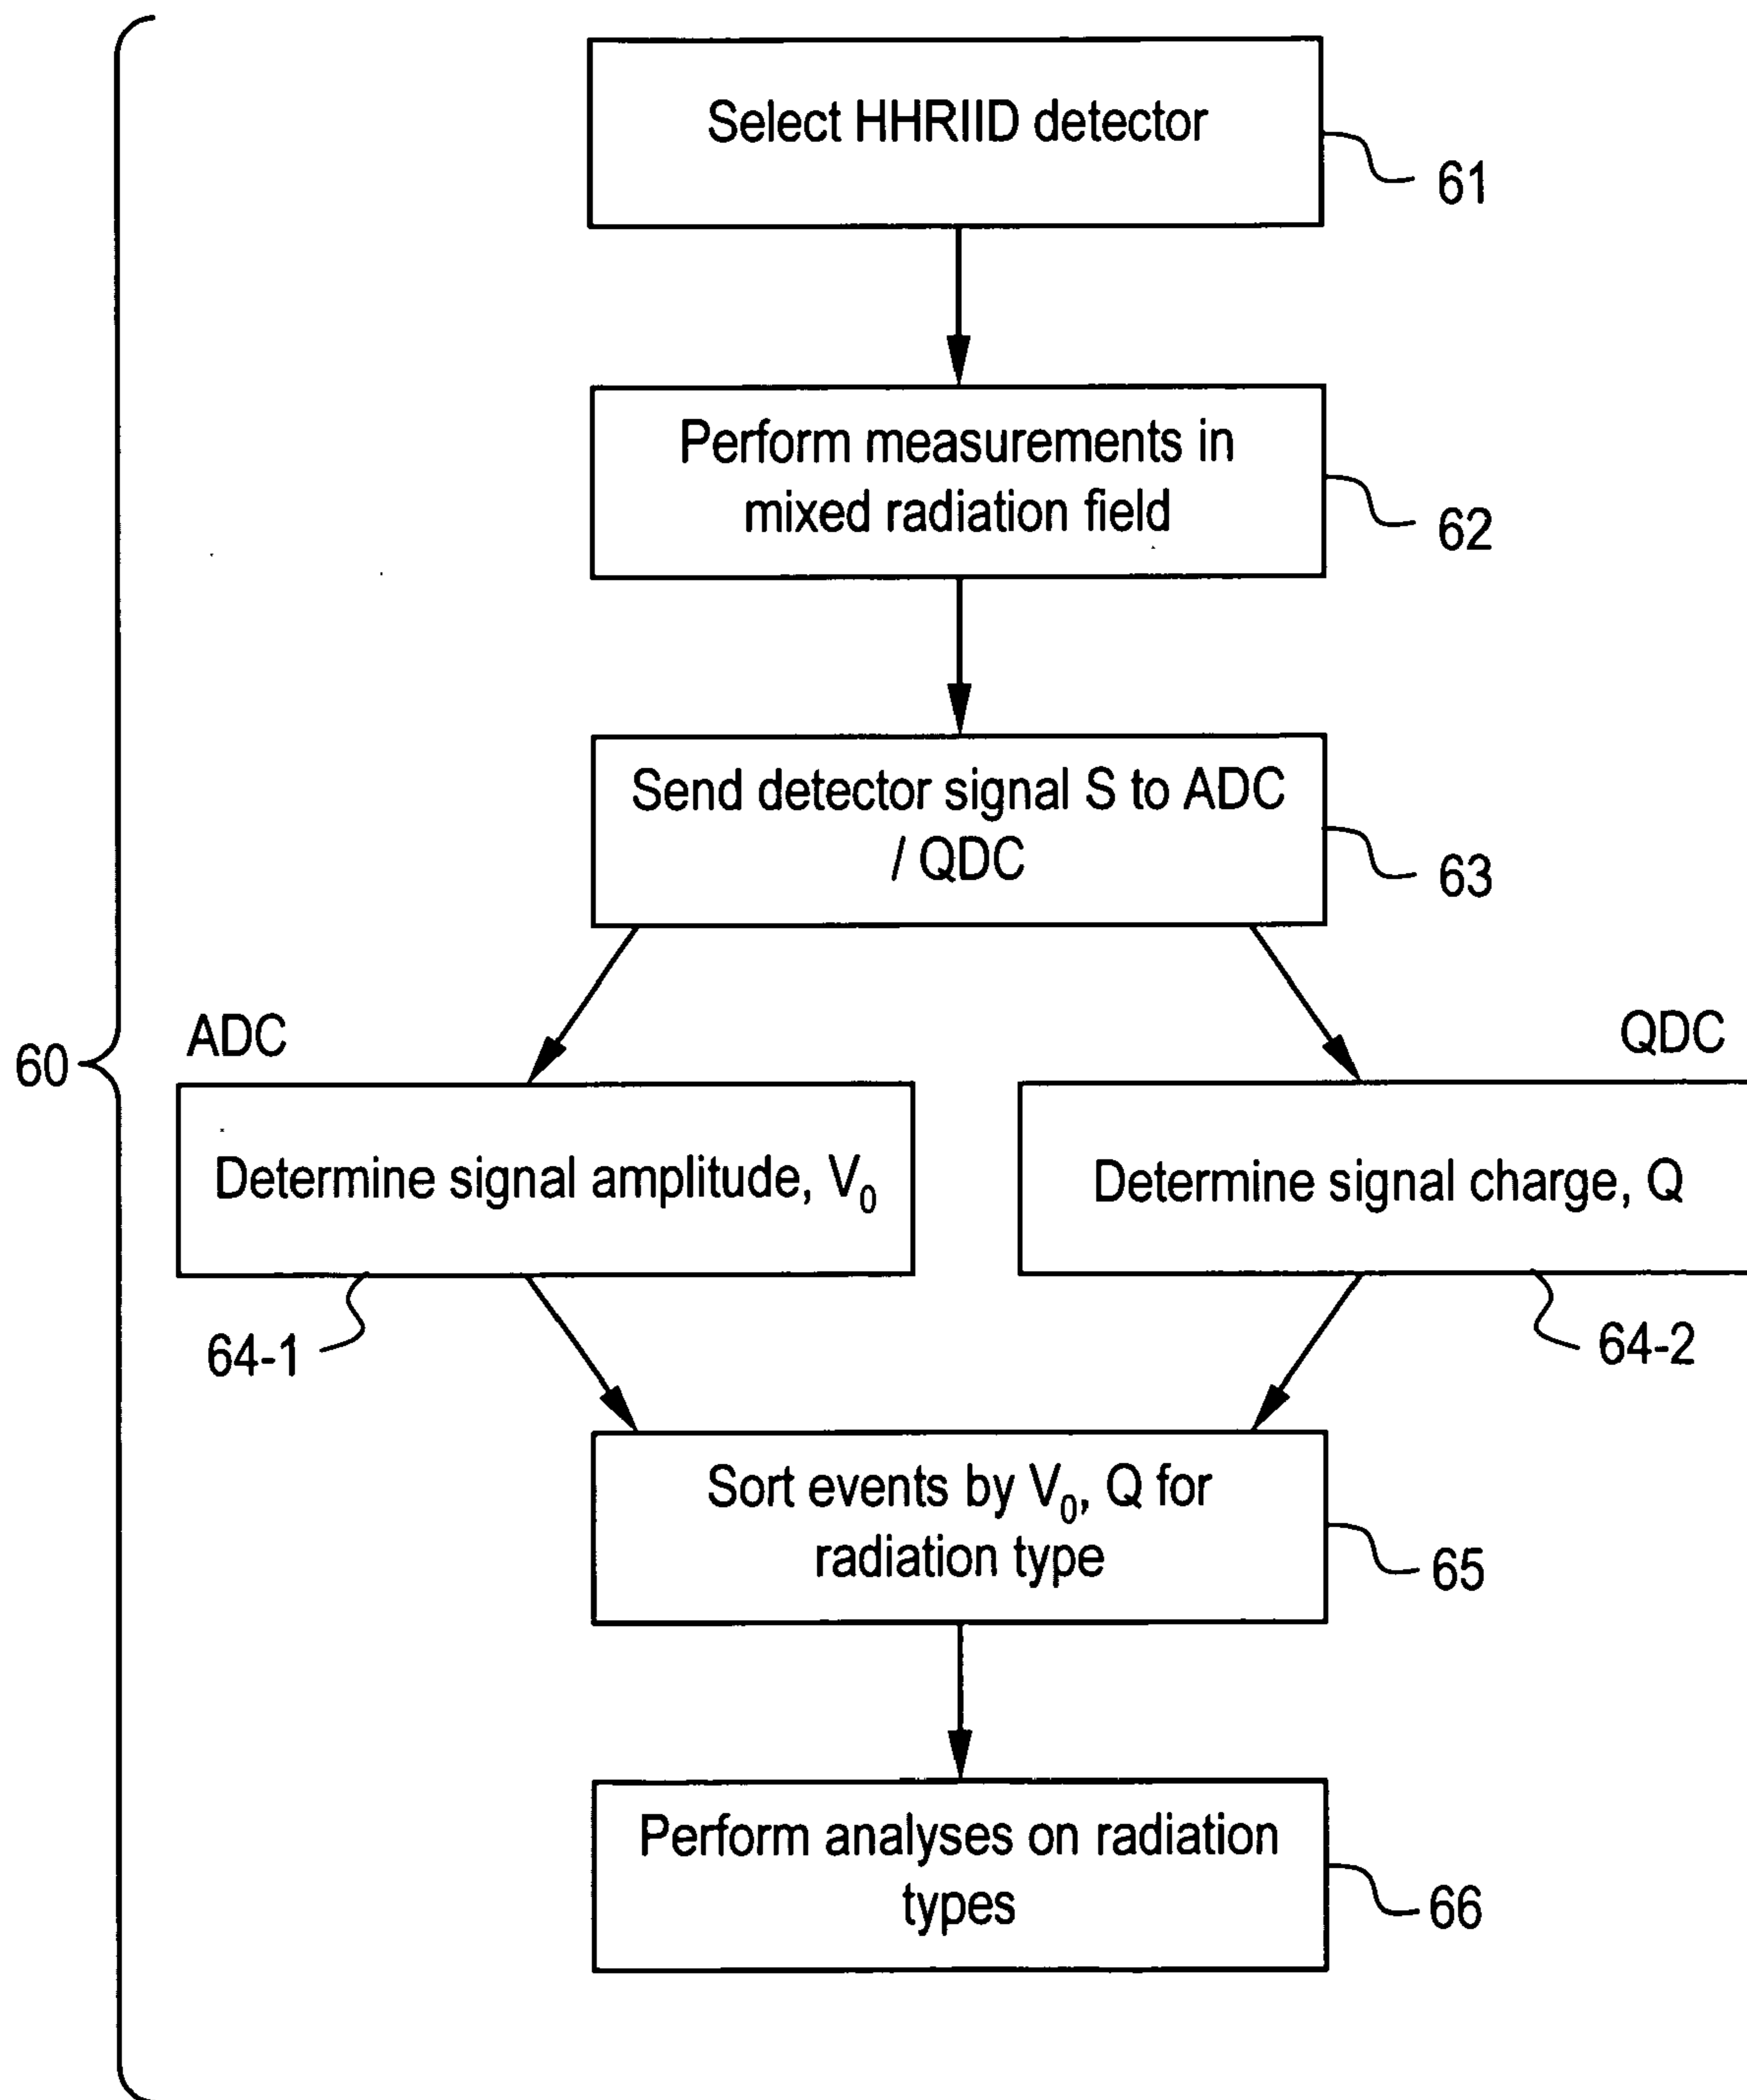 Select HHRIID detector
61
Perform measurements in
mixed radiation field
62
Send detector signal S to ADC
/ QDC
63
60
ADC
QDC
Determine signal amplitude, V₀
Determine signal charge, Q
64-1
64-2
Sort events by V₀, Q for
radiation type
65
Perform analyses on radiation
types
66